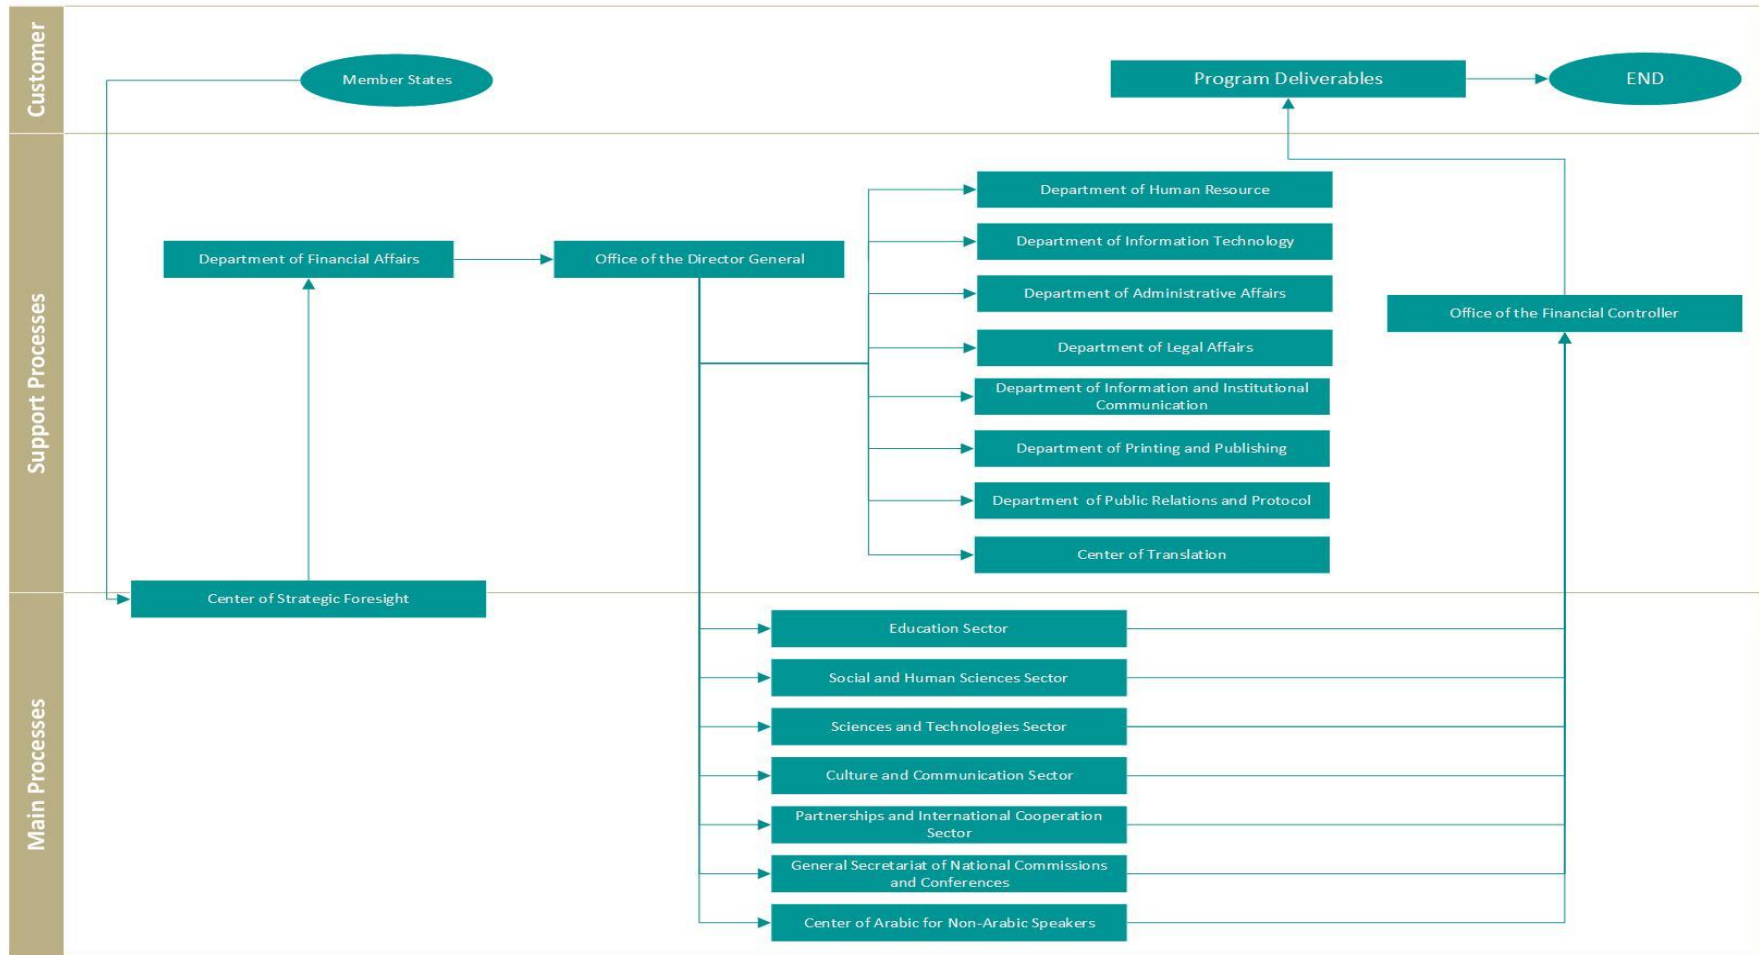 Customer
Member States
Program Deliverables
END
Support Processes
Department of Human Resource
Department of Information Technology
Department of Financial Affairs
Office of the Director General
Department of Administrative Affairs
Office of the Financial Controller
Department of Legal Affairs
Department of Information and Institutional
Communication
Department of Printing and Publishing
Department of Public Relations and Protocol
Center of Translation
Main Processes
Center of Strategic Foresight
Education Sector
Social and Human Sciences Sector
Sciences and Technologies Sector
Culture and Communication Sector
Partnerships and International Cooperation
Sector
General Secretariat of National Commissions
and Conferences
Center of Arabic for Non-Arabic Speakers